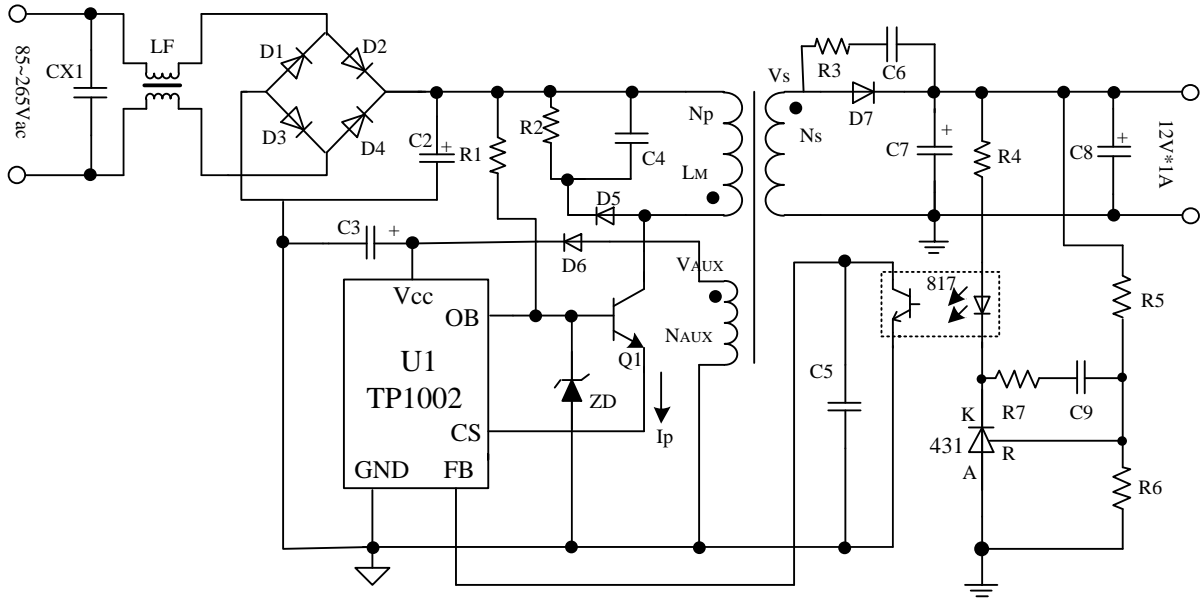 LF
D1
D2
CX1
85~265Vac
D3
D4
C2
+
R1
R2
C4
Np
LM
D5
Vs
Ns
R3
C6
D7
C7
+
R4
C8
+
12V*1A
C3
+
D6
VAUX
NAUX
817
R5
Vcc
OB
U1
TP1002
CS
GND
FB
Q1
ZD
Ip
C5
R7
C9
K
431
R
A
R6